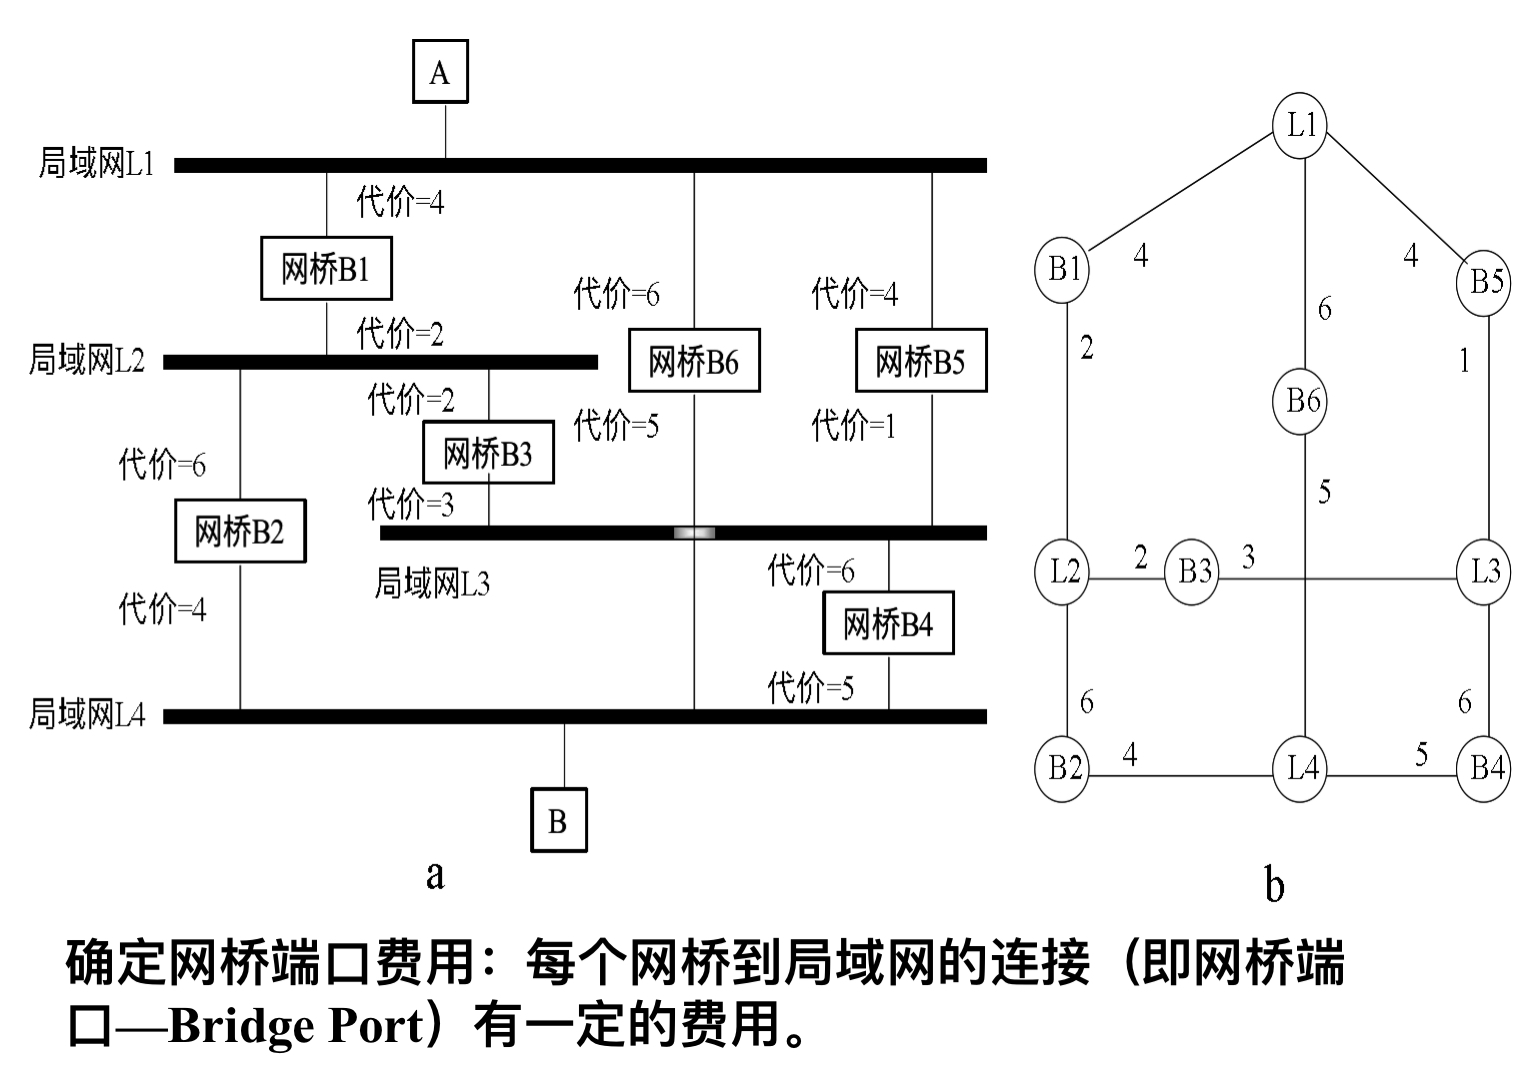 A
局域网L1
代价=4
网桥B1
代价=6
代价=4
代价=2
局域网L2
网桥B6
网桥B5
代价=2
代价=5
代价=1
代价=6
网桥B3
代价=3
网桥B2
代价=6
局域网L3
代价=4
网桥B4
代价=5
局域网L4
B
a
L1
B1
4
4
B5
6
2
1
B6
5
L2
2
B3
3
L3
6
6
B2
4
L4
5
B4
b
确定网桥端口费用：每个网桥到局域网的连接（即网桥端
口—Bridge Port）有一定的费用。